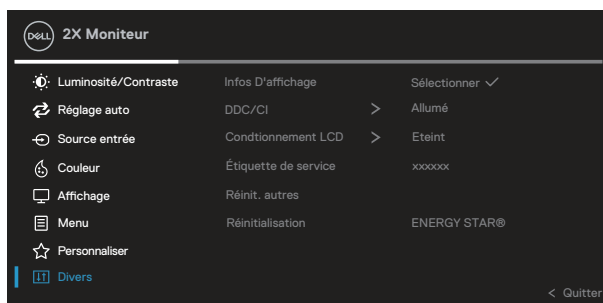 DELL 2X Moniteur
Luminosité/Contraste Infos D'affichage Sélectionner ✓
Réglage auto DDC/CI > Allumé
Source entrée Condtionnement LCD > Eteint
Couleur Étiquette de service xxxxxx
Affichage Réinit. autres
Menu Réinitialisation ENERGY STAR®
Personnaliser
Divers
< Quitter